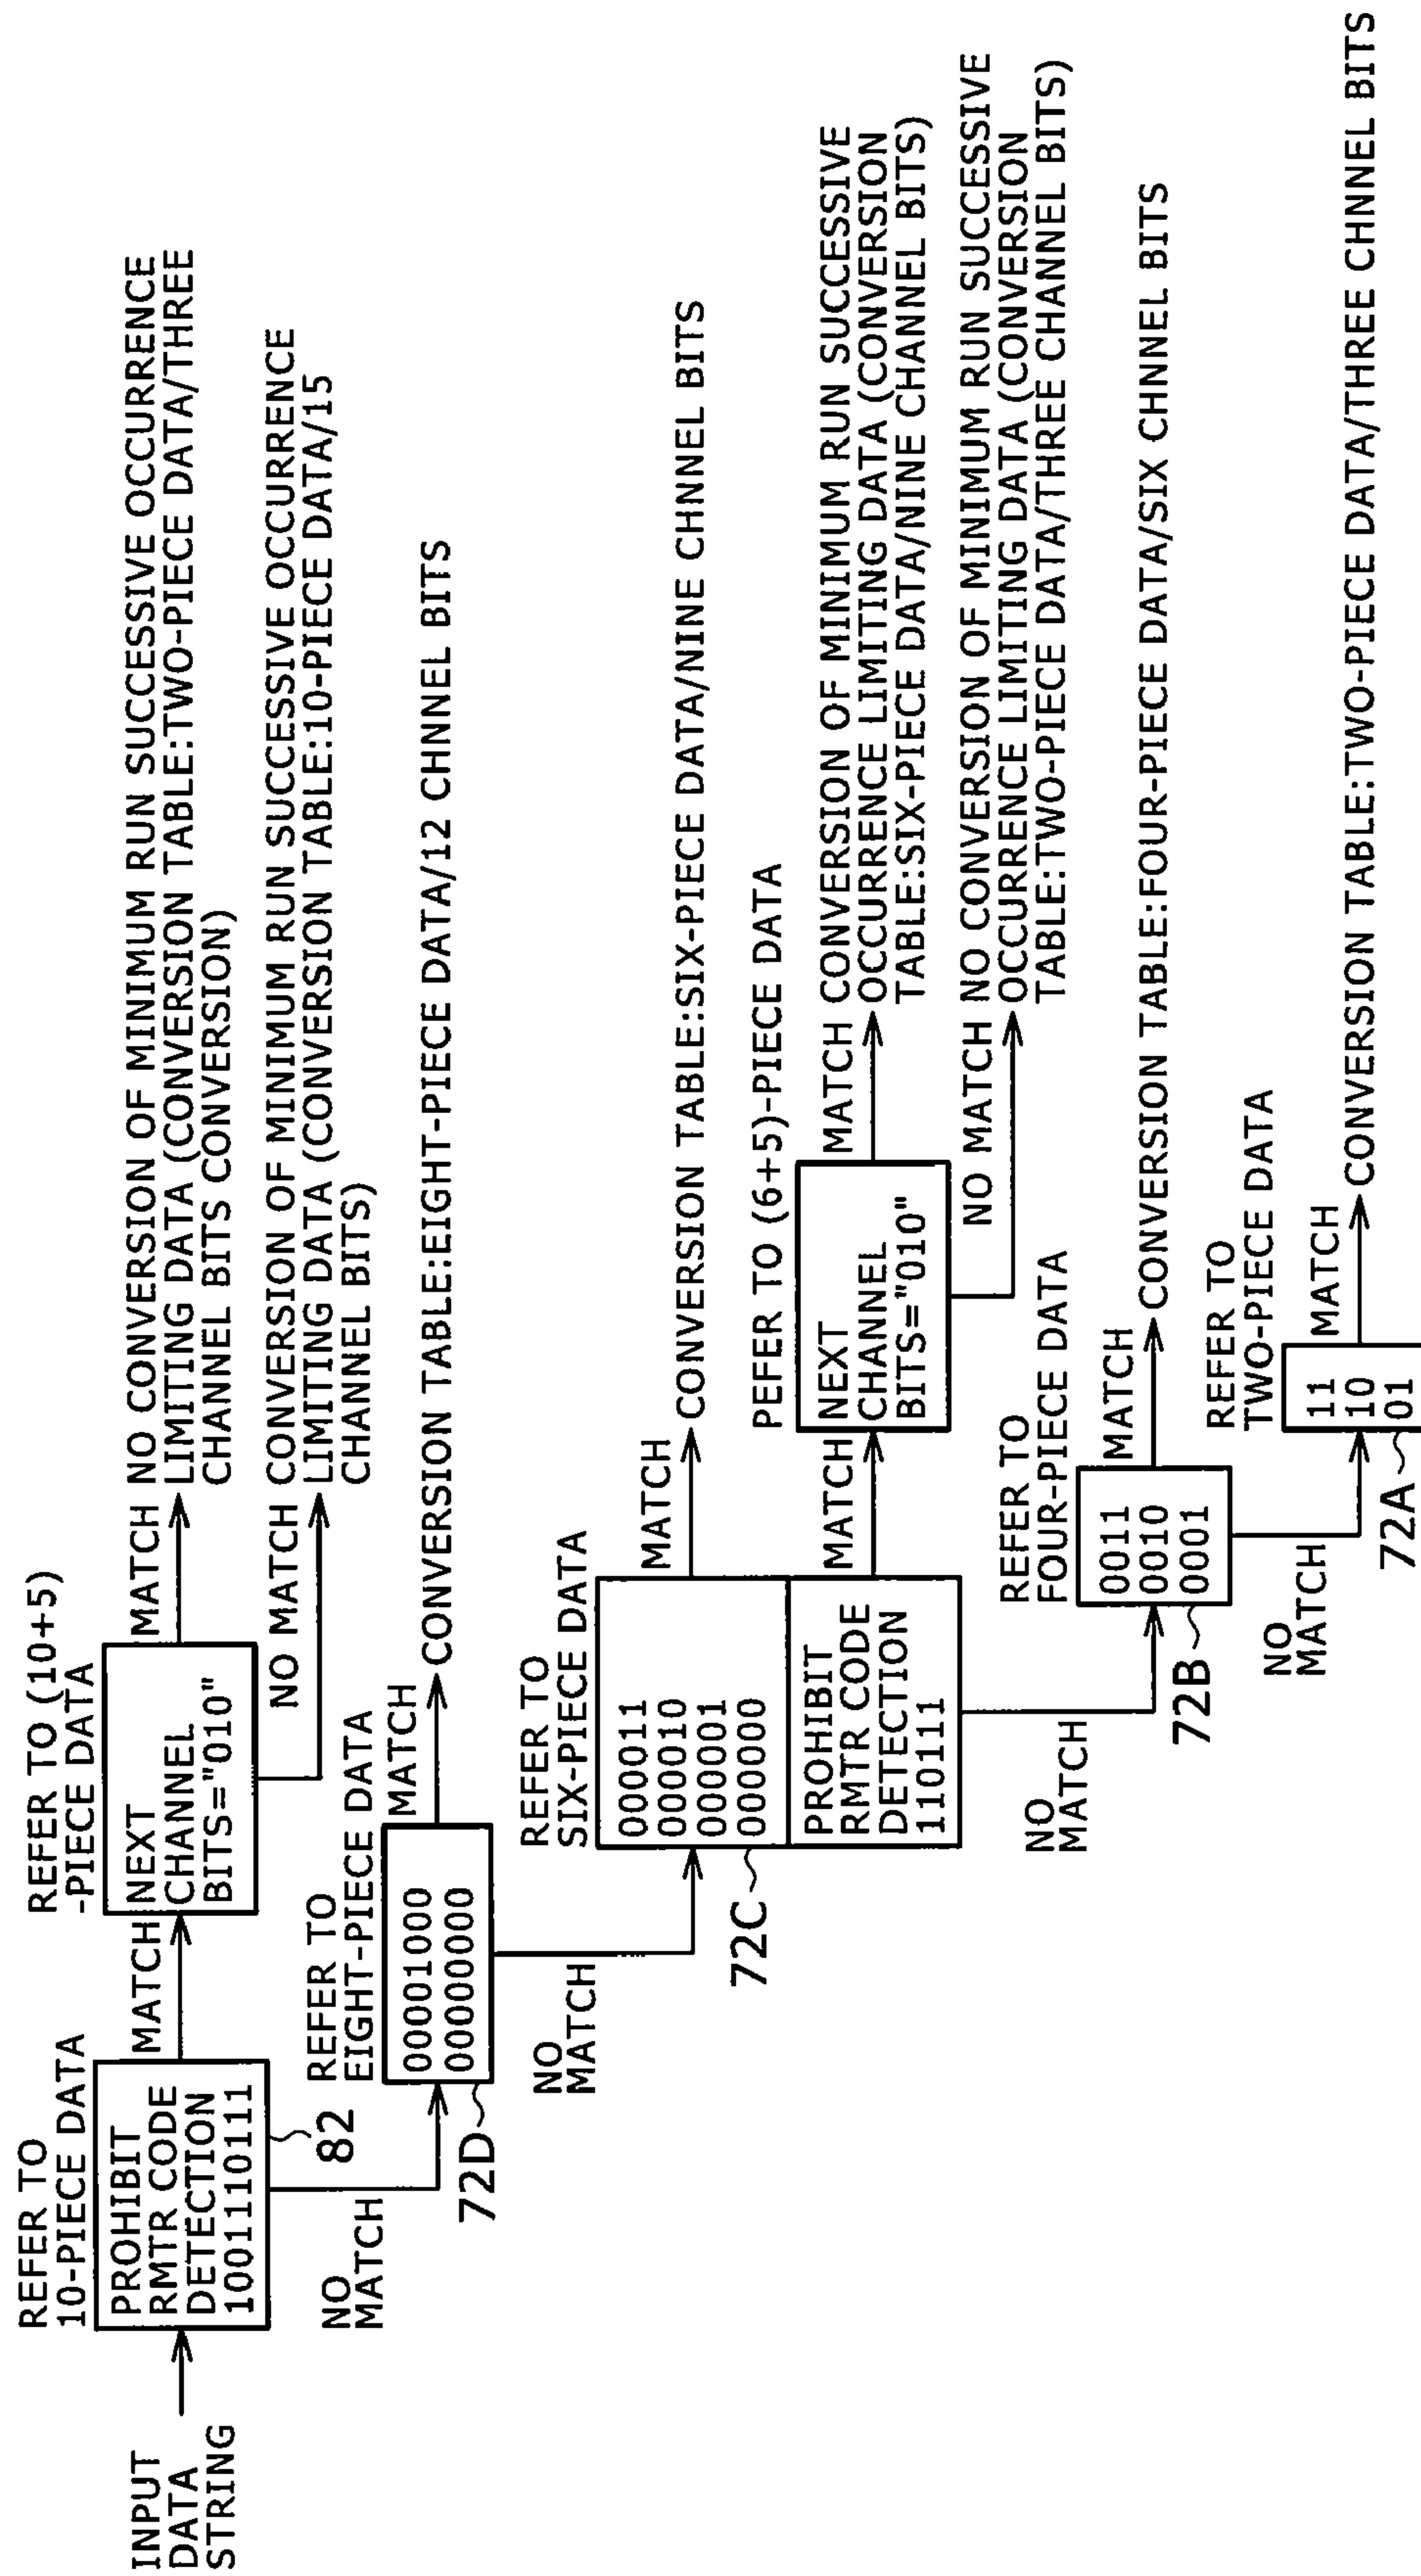 INPUT
DATA
STRING
REFER TO
10-PIECE DATA
PROHIBIT
RMTR CODE
DETECTION
1001110111
82
MATCH
NO
MATCH
REFER TO (10+5)
-PIECE DATA
NEXT
CHANNEL
BITS="010"
MATCH
NO CONVERSION OF MINIMUM RUN SUCCESSIVE OCCURRENCE
LIMITING DATA (CONVERSION TABLE:TWO-PIECE DATA/THREE
CHANNEL BITS CONVERSION)
NO MATCH
CONVERSION OF MINIMUM RUN SUCCESSIVE OCCURRENCE
LIMITING DATA (CONVERSION TABLE:10-PIECE DATA/15
CHANNEL BITS)
REFER TO
EIGHT-PIECE DATA
00001000
00000000
72D
MATCH
CONVERSION TABLE:EIGHT-PIECE DATA/12 CHNNEL BITS
NO
MATCH
REFER TO
SIX-PIECE DATA
000011
000010
000001
000000
72C
MATCH
CONVERSION TABLE:SIX-PIECE DATA/NINE CHNNEL BITS
PROHIBIT
RMTR CODE
DETECTION
110111
MATCH
PEFER TO (6+5)-PIECE DATA
NEXT
CHANNEL
BITS="010"
MATCH
CONVERSION OF MINIMUM RUN SUCCESSIVE
OCCURRENCE LIMITING DATA (CONVERSION
TABLE:SIX-PIECE DATA/NINE CHANNEL BITS)
NO MATCH
NO CONVERSION OF MINIMUM RUN SUCCESSIVE
OCCURRENCE LIMITING DATA (CONVERSION
TABLE:TWO-PIECE DATA/THREE CHANNEL BITS)
NO
MATCH
REFER TO
FOUR-PIECE DATA
0011
0010
0001
72B
MATCH
CONVERSION TABLE:FOUR-PIECE DATA/SIX CHNNEL BITS
NO
MATCH
REFER TO
TWO-PIECE DATA
11
10
01
72A
MATCH
CONVERSION TABLE:TWO-PIECE DATA/THREE CHNNEL BITS